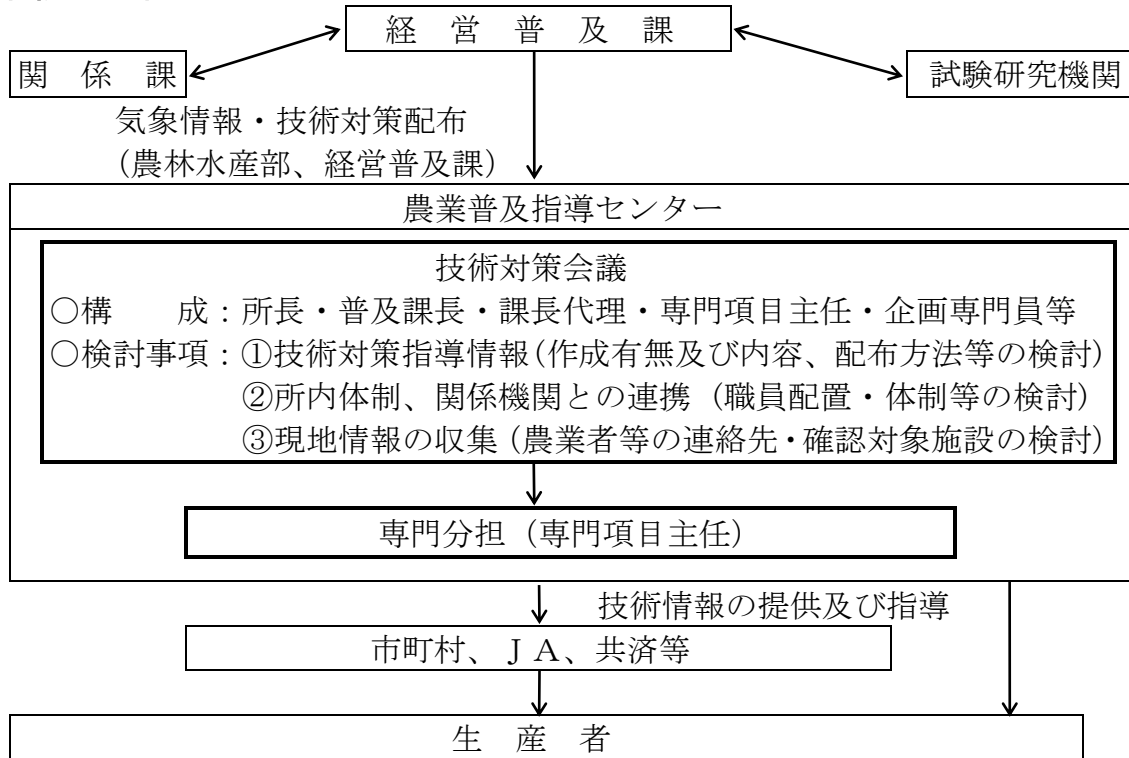 経　営　普　及　課
関　係　課
試験研究機関
気象情報・技術対策配布
（農林水産部、経営普及課）
農業普及指導センター
技術対策会議
○構　　成：所長・普及課長・課長代理・専門項目主任・企画専門員等
○検討事項：①技術対策指導情報（作成有無及び内容、配布方法等の検討）
②所内体制、関係機関との連携（職員配置・体制等の検討）
③現地情報の収集（農業者等の連絡先・確認対象施設の検討）
専門分担（専門項目主任）
技術情報の提供及び指導
市町村、ＪＡ、共済等
生　産　者